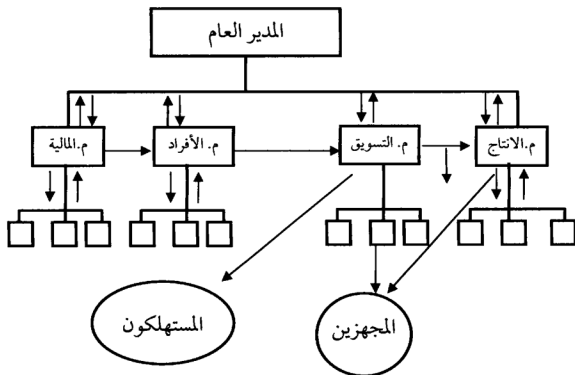 المدير العام
م.الانتاج
م. التسويق
م. الأفراد
م.المالية
المستهلكون
المجهزين